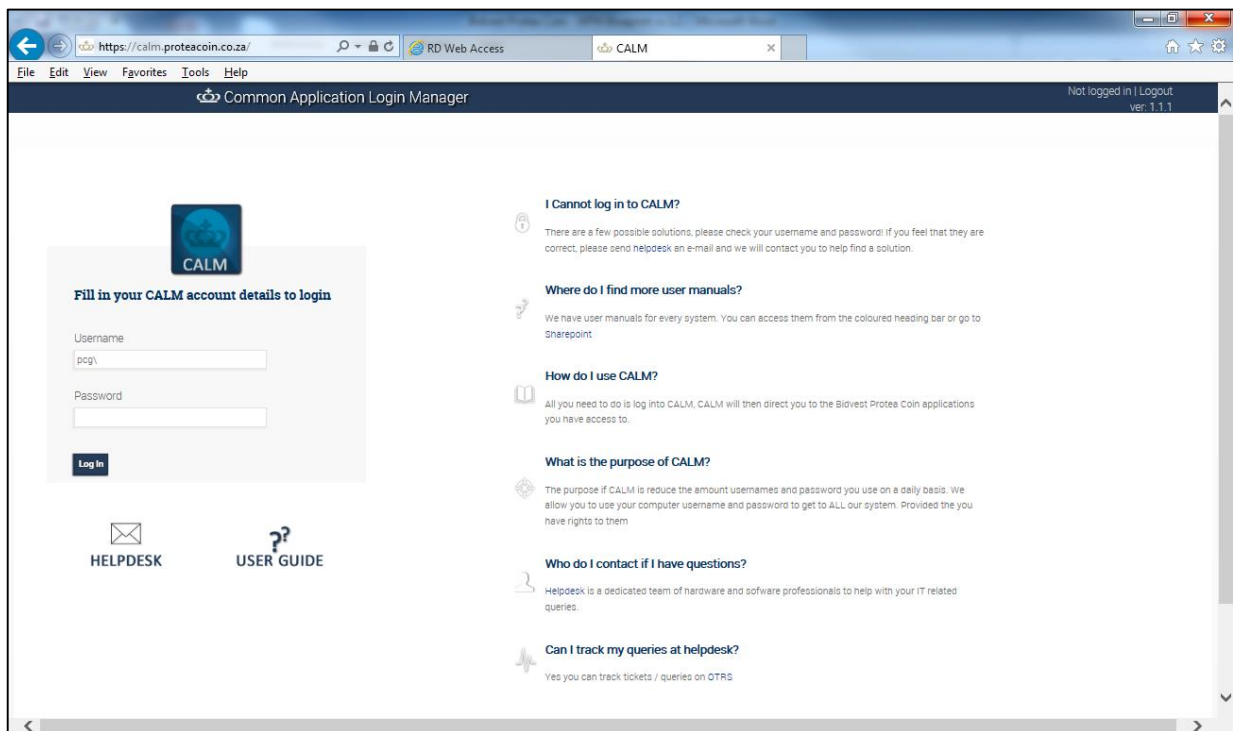 https://calm.proteacoin.co.za/
RD Web Access
CALM
File Edit View Favorites Tools Help
Common Application Login Manager
Not logged in | Logout
ver: 1.1.1
CALM
Fill in your CALM account details to login
Username
pcg\
Password
Log In
HELPDESK
??
USER GUIDE
I Cannot log in to CALM?
There are a few possible solutions, please check your username and password! If you feel that they are
correct, please send helpdesk an e-mail and we will contact you to help find a solution.
Where do I find more user manuals?
We have user manuals for every system. You can access them from the coloured heading bar or go to
Sharepoint
How do I use CALM?
All you need to do is log into CALM, CALM will then direct you to the Bidvest Protea Coin applications
you have access to.
What is the purpose of CALM?
The purpose if CALM is reduce the amount usernames and password you use on a daily basis. We
allow you to use your computer username and password to get to ALL our system. Provided the you
have rights to them
Who do I contact if I have questions?
Helpdesk is a dedicated team of hardware and sofware professionals to help with your IT related
queries.
Can I track my queries at helpdesk?
Yes you can track tickets / queries on OTRS